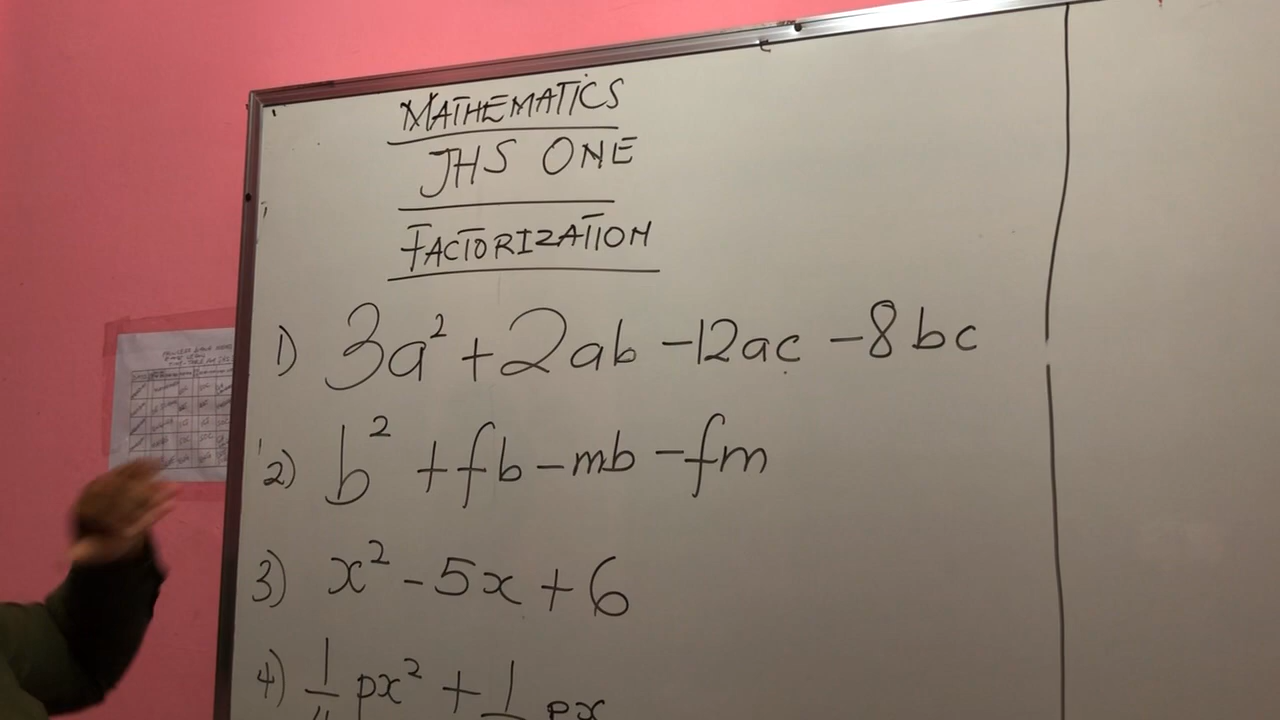 MATHEMATICS
JHS ONE
FACTORIZATION
1) 3a² + 2ab - 12ac - 8bc
2) b² + fb - mb - fm
3) x² - 5x + 6
4) 1/4 px² + 1 px